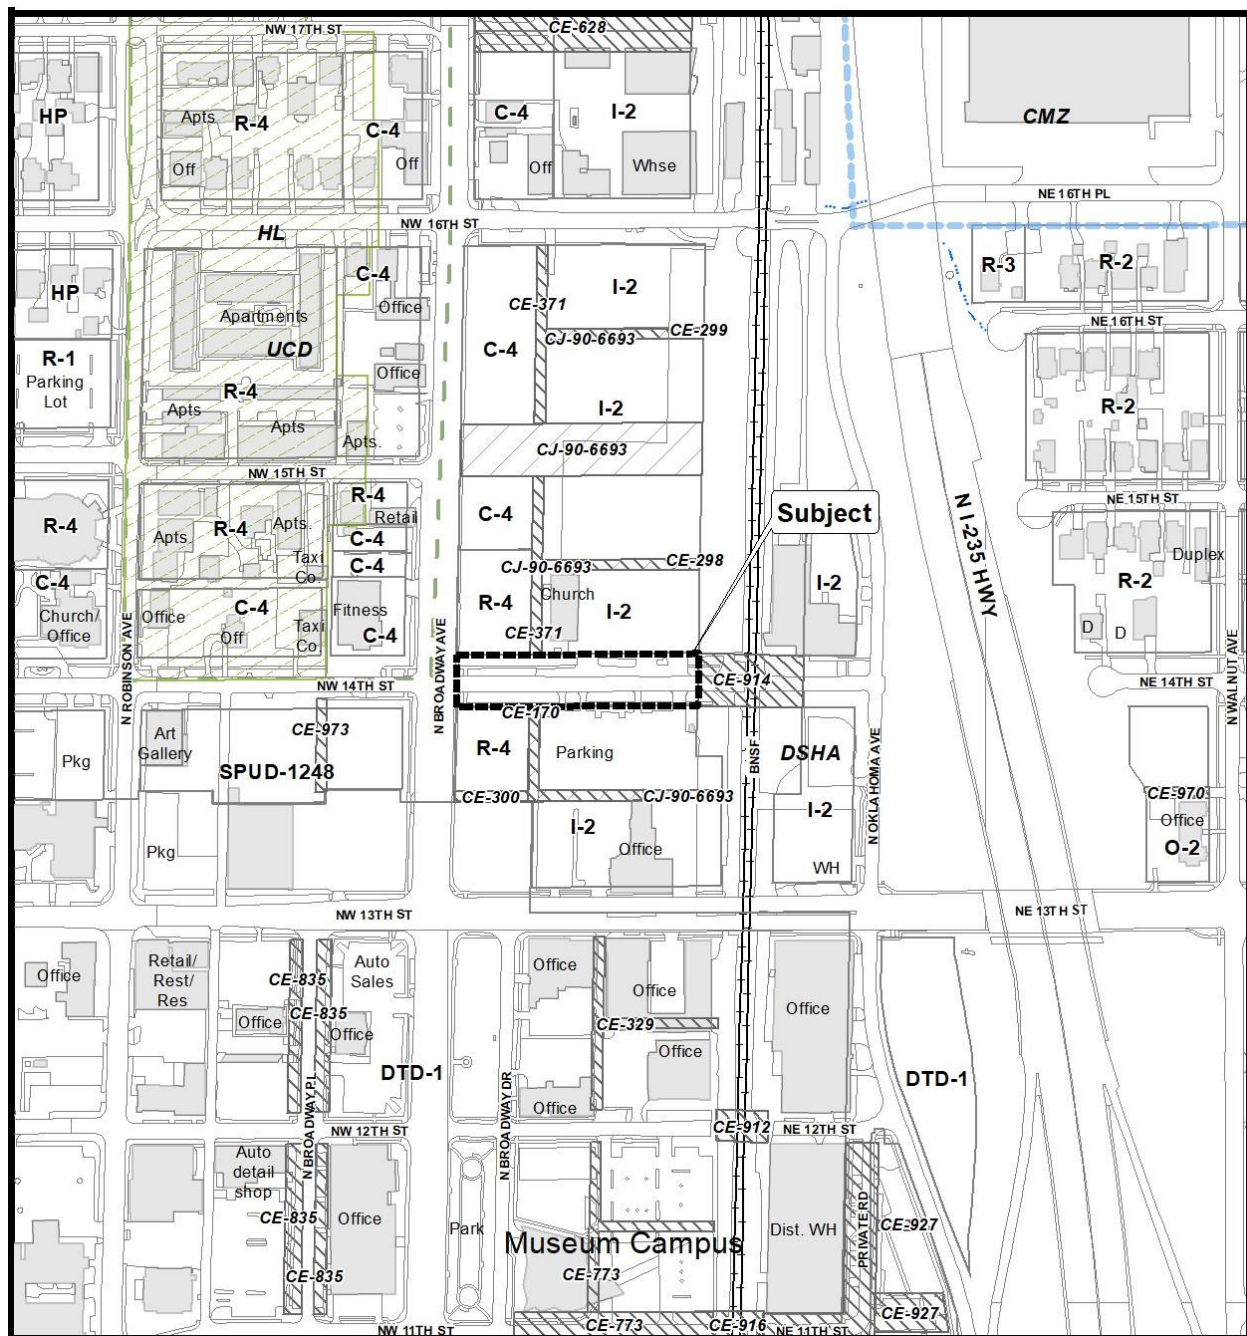 NW 17TH ST
CE-628
HP
Apts
R-4
C-4
C-4
I-2
CMZ
Off
Off
Off
Whse
NE 16TH PL
NW 16TH ST
HL
HP
C-4
Office
I-2
R-3
R-2
CE-371
Apartments
CJ-90-6693
CE-299
NE 16TH ST
UCD
C-4
R-1
Parking
Lot
Office
R-4
I-2
R-2
Apts
Apts
Apts.
CJ-90-6693
NW 15TH ST
R-4
Retail
NE 15TH ST
Subject
N I-235 HWY
R-4
Apts
R-4
Apts.
C-4
C-4
Taxi
Co.
C-4
CJ-90-6693
CE-298
Duplex
C-4
I-2
R-2
Church
Church/
Office
Office
C-4
Off
Taxi
Co.
Fitness
C-4
R-4
I-2
CE-371
D
D
N ROBINSON AVE
N BROADWAY AVE
N WALNUT AVE
NW 14TH ST
CE-914
NE 14TH ST
CE-170
CE-973
Art
Gallery
Pkg
SPUD-1248
R-4
Parking
BNSF
DSHA
N OKLAHOMA AVE
CE-300
CJ-90-6693
I-2
CE-970
Office
O-2
I-2
Office
Pkg
WH
NW 13TH ST
NE 13TH ST
Office
Retail/
Rest/
Res
CE-835
Auto
Sales
Office
Office
Office
Office
CE-835
Office
CE-329
Office
DTD-1
DTD-1
N BROADWAY PL
N BROADWAY DR
Office
NW 12TH ST
CE-912
NE 12TH ST
Auto
detail
shop
CE-835
Office
Park
Dist. WH
PRIVATE RD
CE-927
Museum Campus
CE-835
CE-773
CE-927
NW 11TH ST
CE-773
CE-916
NE 11TH ST